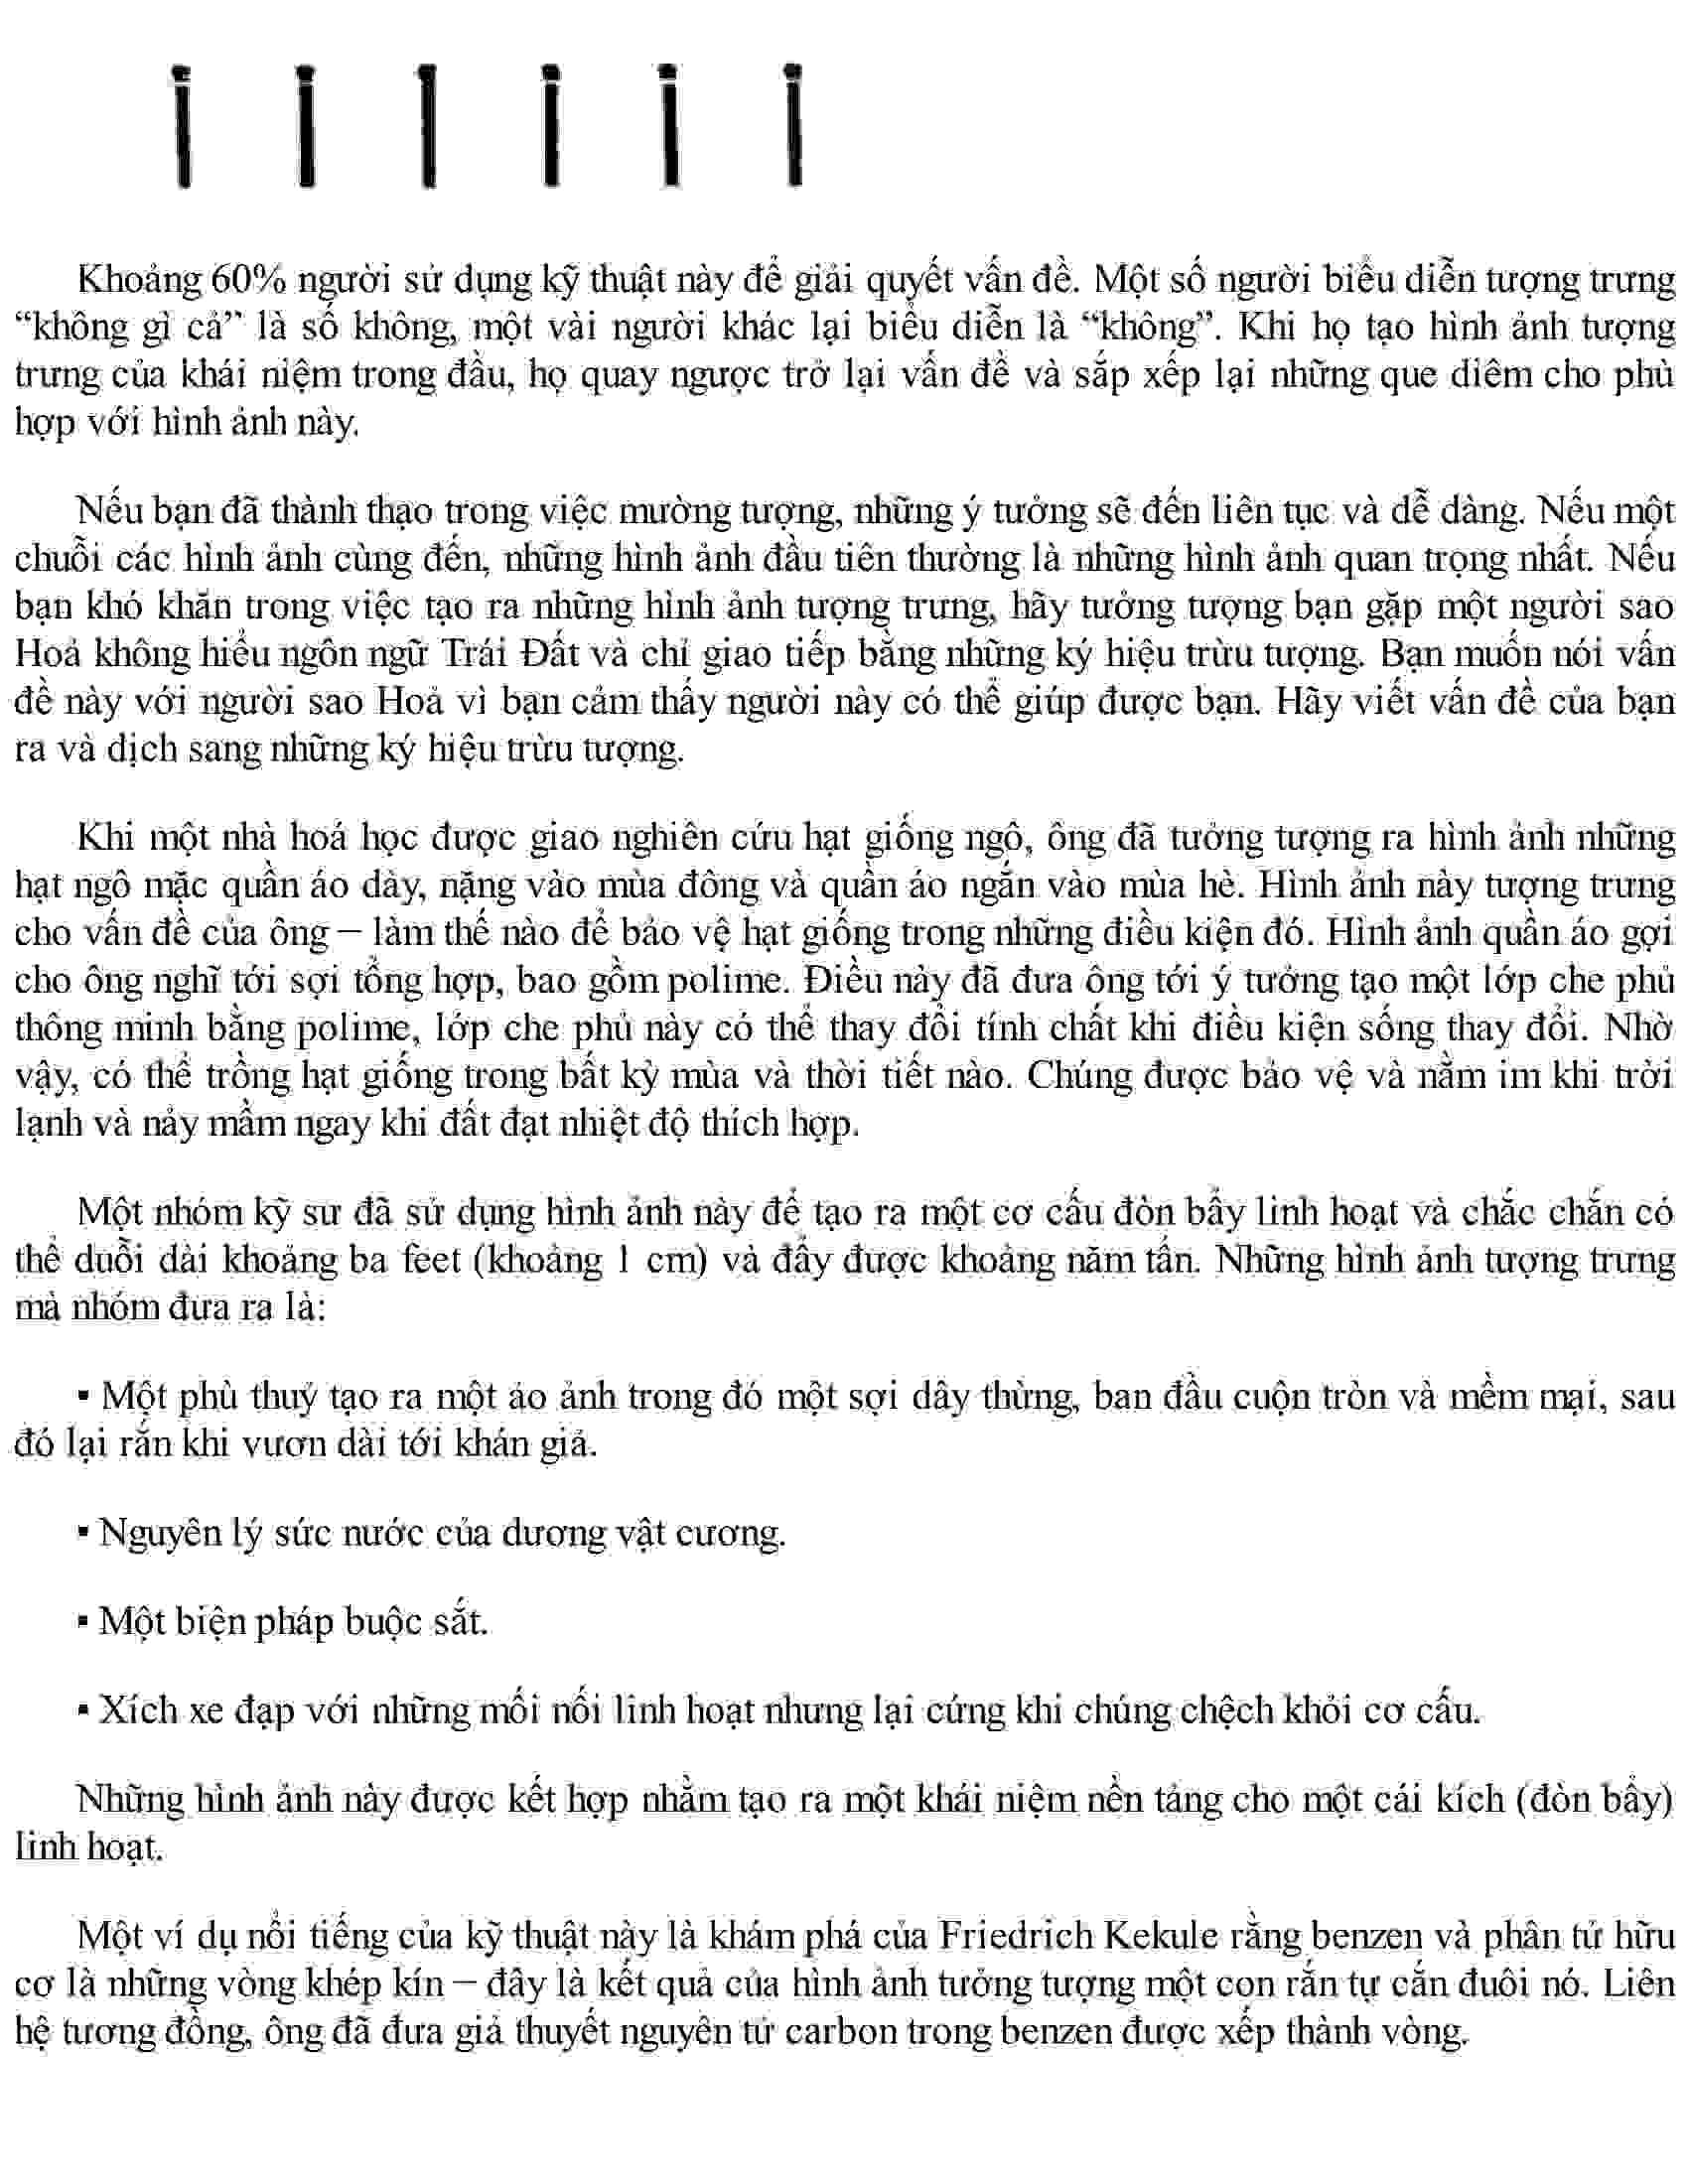 Khoảng 60% người sử dụng kỹ thuật này để giải quyết vấn đề. Một số người biểu diễn tượng trưng
“không gì cả” là số không, một vài người khác lại biểu diễn là “không”. Khi họ tạo hình ảnh tượng
trưng của khái niệm trong đầu, họ quay ngược trở lại vấn đề và sắp xếp lại những que diêm cho phù
hợp với hình ảnh này.
Nếu bạn đã thành thạo trong việc mường tượng, những ý tưởng sẽ đến liên tục và dễ dàng. Nếu một
chuỗi các hình ảnh cùng đến, những hình ảnh đầu tiên thường là những hình ảnh quan trọng nhất. Nếu
bạn khó khăn trong việc tạo ra những hình ảnh tượng trưng, hãy tưởng tượng bạn gặp một người sao
Hoả không hiểu ngôn ngữ Trái Đất và chỉ giao tiếp bằng những ký hiệu trừu tượng. Bạn muốn nói vấn
đề này với người sao Hoả vì bạn cảm thấy người này có thể giúp được bạn. Hãy viết vấn đề của bạn
ra và dịch sang những ký hiệu trừu tượng.
Khi một nhà hoá học được giao nghiên cứu hạt giống ngô, ông đã tưởng tượng ra hình ảnh những
hạt ngô mặc quần áo dày, nặng vào mùa đông và quần áo ngắn vào mùa hè. Hình ảnh này tượng trưng
cho vấn đề của ông – làm thế nào để bảo vệ hạt giống trong những điều kiện đó. Hình ảnh quần áo gợi
cho ông nghĩ tới sợi tổng hợp, bao gồm polime. Điều này đã đưa ông tới ý tưởng tạo một lớp che phủ
thông minh bằng polime, lớp che phủ này có thể thay đổi tính chất khi điều kiện sống thay đổi. Nhờ
vậy, có thể trồng hạt giống trong bất kỳ mùa và thời tiết nào. Chúng được bảo vệ và nằm im khi trời
lạnh và nảy mầm ngay khi đất đạt nhiệt độ thích hợp.
Một nhóm kỹ sư đã sử dụng hình ảnh này để tạo ra một cơ cấu đòn bẩy linh hoạt và chắc chắn có
thể duỗi dài khoảng ba feet (khoảng 1 cm) và đẩy được khoảng năm tấn. Những hình ảnh tượng trưng
mà nhóm đưa ra là:
▪ Một phù thuỷ tạo ra một ảo ảnh trong đó một sợi dây thừng, ban đầu cuộn tròn và mềm mại, sau
đó lại rắn khi vươn dài tới khán giả.
▪ Nguyên lý sức nước của dương vật cương.
▪ Một biện pháp buộc sắt.
▪ Xích xe đạp với những mối nối linh hoạt nhưng lại cứng khi chúng chệch khỏi cơ cấu.
Những hình ảnh này được kết hợp nhằm tạo ra một khái niệm nền tảng cho một cái kích (đòn bẩy)
linh hoạt.
Một ví dụ nổi tiếng của kỹ thuật này là khám phá của Friedrich Kekule rằng benzen và phân tử hữu
cơ là những vòng khép kín – đây là kết quả của hình ảnh tưởng tượng một con rắn tự cắn đuôi nó. Liên
hệ tương đồng, ông đã đưa giả thuyết nguyên tử carbon trong benzen được xếp thành vòng.